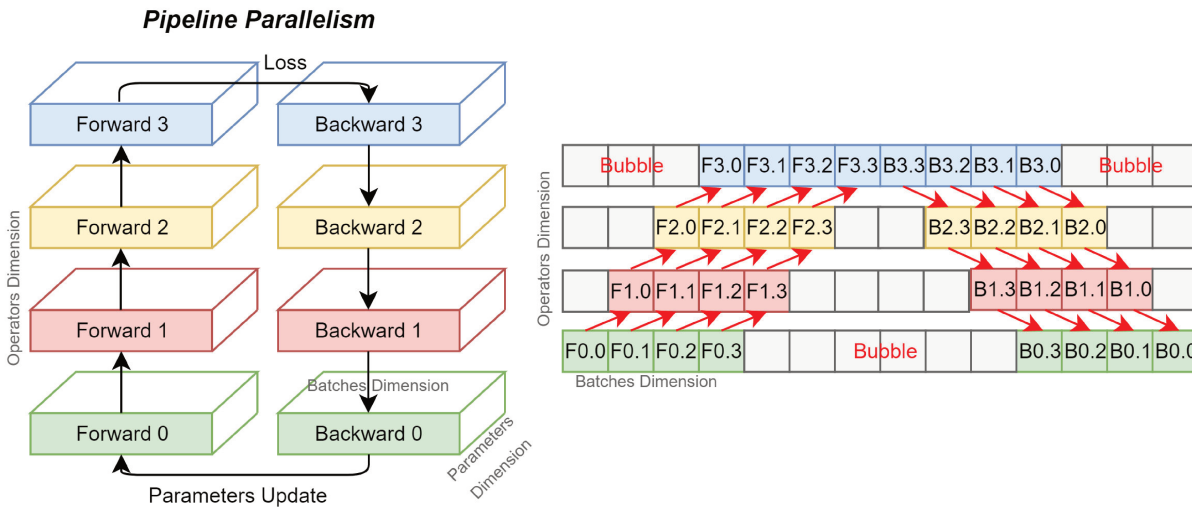 Pipeline Parallelism
Loss
Forward 3
Backward 3
Forward 2
Backward 2
Forward 1
Backward 1
Batches Dimension
Forward 0
Backward 0
Parameters Update
Operators Dimension
Parameters
Dimension
Operators Dimension
Bubble F3.0 F3.1 F3.2 F3.3 B3.3 B3.2 B3.1 B3.0 Bubble
F2.0 F2.1 F2.2 F2.3 B2.3 B2.2 B2.1 B2.0
F1.0 F1.1 F1.2 F1.3 B1.3 B1.2 B1.1 B1.0
F0.0 F0.1 F0.2 F0.3 Bubble B0.3 B0.2 B0.1 B0.0
Batches Dimension